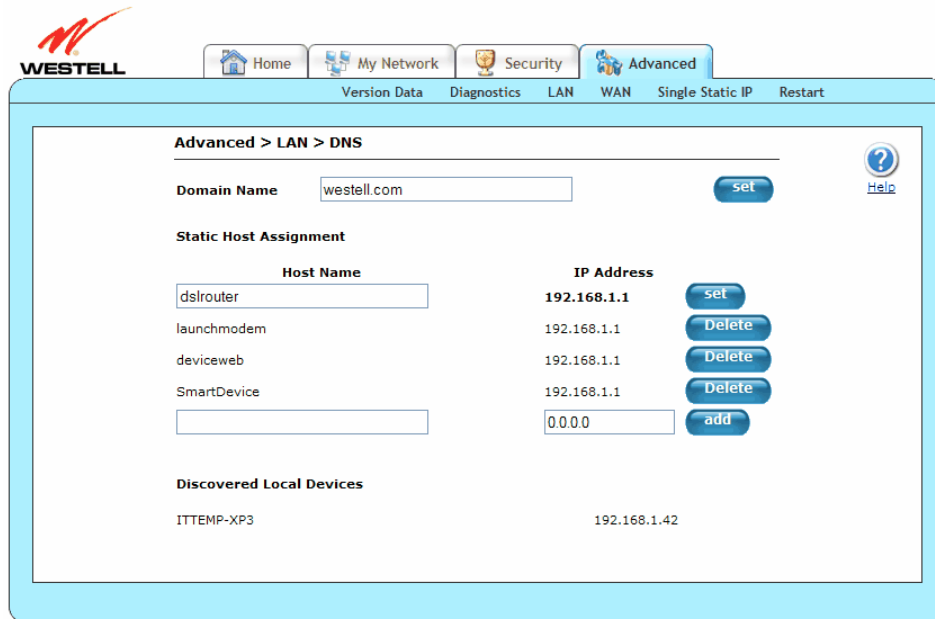 WESTELL
Home My Network Security Advanced
Version Data Diagnostics LAN WAN Single Static IP Restart
Advanced > LAN > DNS
Help
Domain Name westell.com set
Static Host Assignment
Host Name IP Address
dslrouter 192.168.1.1 set
launchmodem 192.168.1.1 Delete
deviceweb 192.168.1.1 Delete
SmartDevice 192.168.1.1 Delete
0.0.0.0 add
Discovered Local Devices
ITTEMP-XP3 192.168.1.42